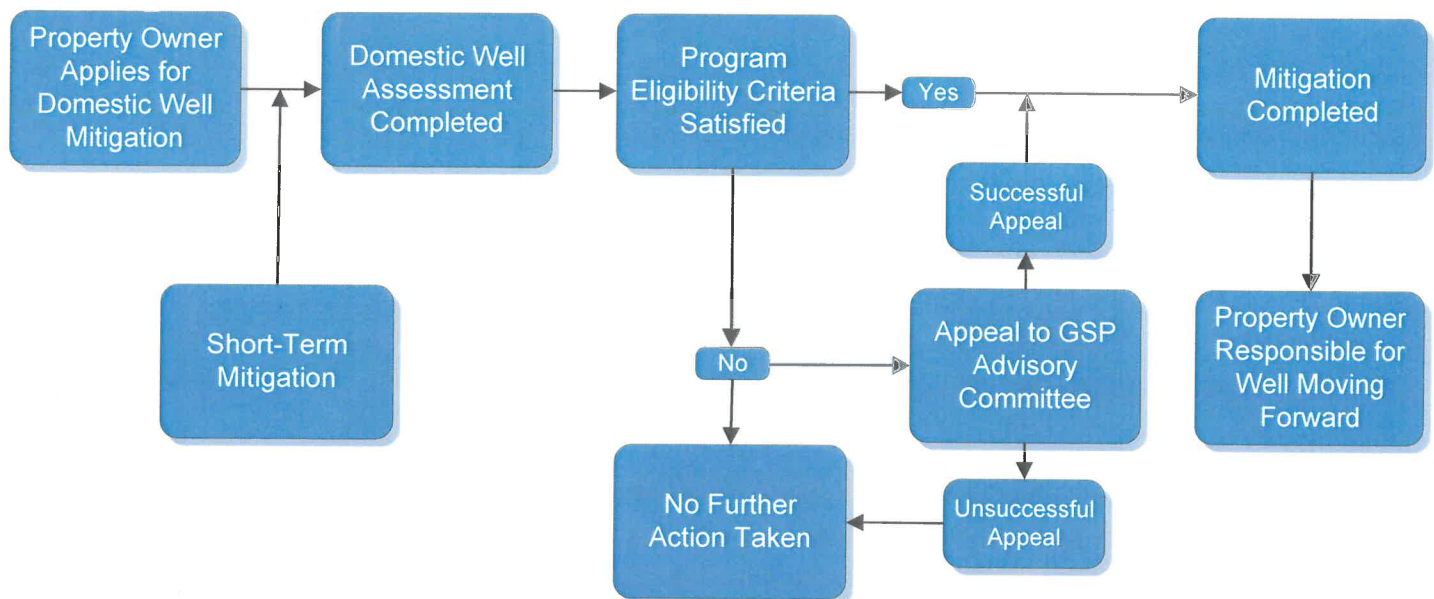 Property Owner
Applies for
Domestic Well
Mitigation
Domestic Well
Assessment
Completed
Program
Eligibility Criteria
Satisfied
Yes
Mitigation
Completed
Successful
Appeal
Short-Term
Mitigation
No
Appeal to GSP
Advisory
Committee
Property Owner
Responsible for
Well Moving
Forward
No Further
Action Taken
Unsuccessful
Appeal